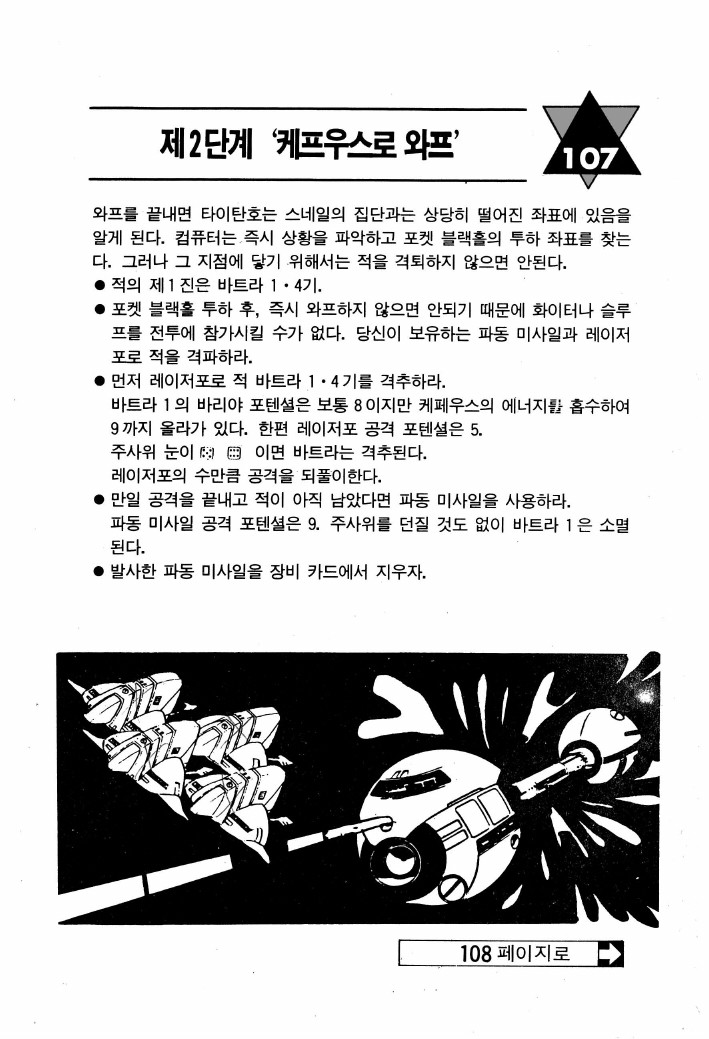 제2단계 '케프우스로 와프'
107
와프를 끝내면 타이탄호는 스네일의 집단과는 상당히 떨어진 좌표에 있음을
알게 된다. 컴퓨터는 즉시 상황을 파악하고 포켓 블랙홀의 투하 좌표를 찾는
다. 그러나 그 지점에 닿기 위해서는 적을 격퇴하지 않으면 안된다.
● 적의 제1진은 바트라 1·4기.
● 포켓 블랙홀 투하 후, 즉시 와프하지 않으면 안되기 때문에 화이터나 슬루
프를 전투에 참가시킬 수가 없다. 당신이 보유하는 파동 미사일과 레이저
포로 적을 격파하라.
● 먼저 레이저포로 적 바트라 1·4기를 격추하라.
바트라 1의 바리야 포텐셜은 보통 8이지만 케페우스의 에너지를 흡수하여
9까지 올라가 있다. 한편 레이저포 공격 포텐셜은 5.
주사위 눈이 ⚄ ⚅ 이면 바트라는 격추된다.
레이저포의 수만큼 공격을 되풀이한다.
● 만일 공격을 끝내고 적이 아직 남았다면 파동 미사일을 사용하라.
파동 미사일 공격 포텐셜은 9. 주사위를 던질 것도 없이 바트라 1은 소멸
된다.
● 발사한 파동 미사일을 장비 카드에서 지우자.
108 페이지로